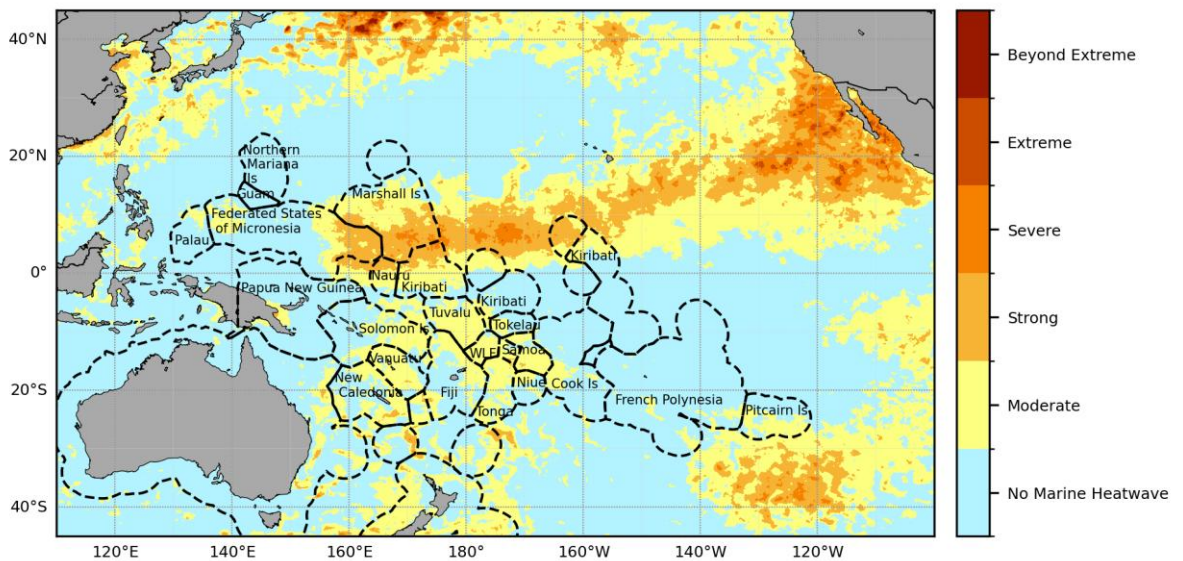 40°N
20°N
0°
20°S
40°S
120°E
140°E
160°E
180°
160°W
140°W
120°W
Northern
Mariana
Is
Guam
Marshall Is
Federated States
of Micronesia
Palau
Nauru
Kiribati
Papua New Guinea
Kiribati
Kiribati
Tuvalu
Solomon Is
Tokelau
Vanuatu
WLF
Samoa
New
Caledonia
Fiji
Niue
Cook Is
Tonga
French Polynesia
Pitcairn Is
Beyond Extreme
Extreme
Severe
Strong
Moderate
No Marine Heatwave